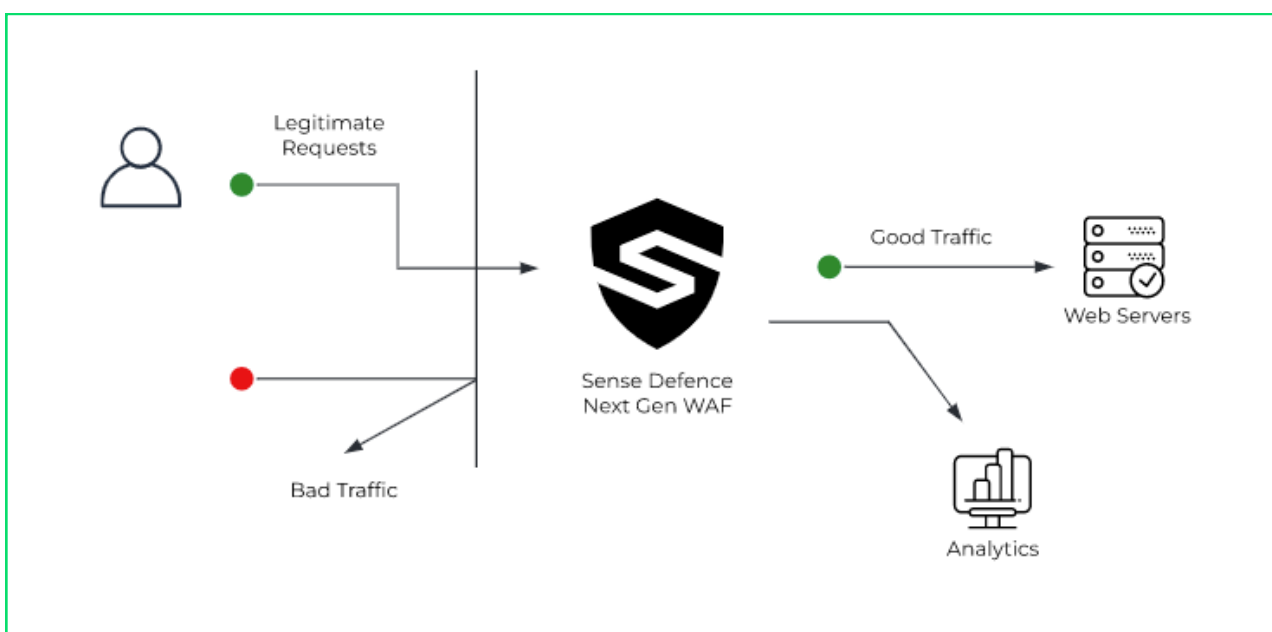 Legitimate
Requests
Good Traffic
Web Servers
Sense Defence
Next Gen WAF
Bad Traffic
Analytics